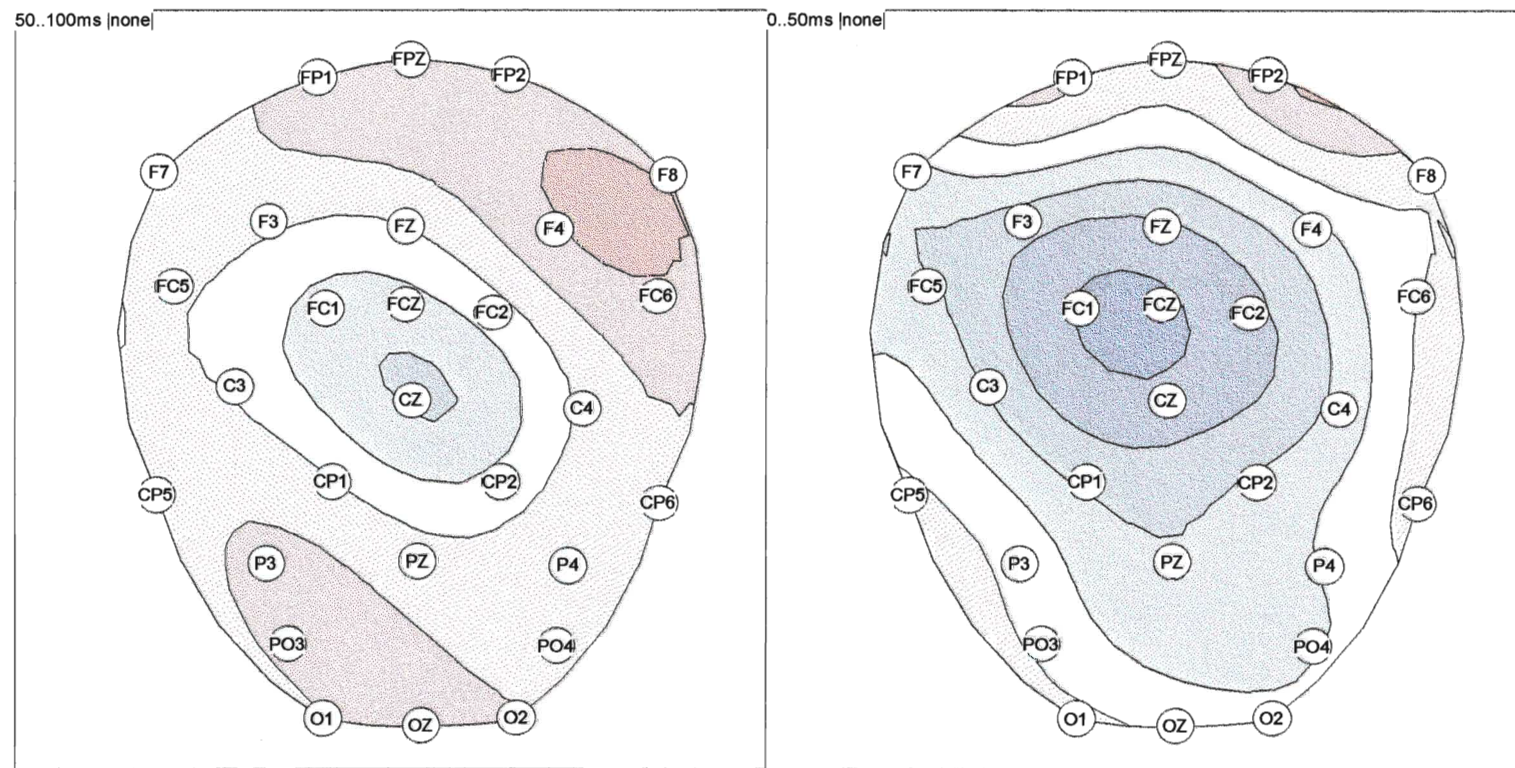 50..100ms |none|
FP1 FPZ FP2
F7 F8
F3 FZ F4
FC5 FC1 FCZ FC2 FC6
C3 CZ C4
CP5 CP1 CP2 CP6
P3 PZ P4
PO3 PO4
O1 OZ O2
0..50ms |none|
FP1 FPZ FP2
F7 F8
F3 FZ F4
FC5 FC1 FCZ FC2 FC6
C3 CZ C4
CP5 CP1 CP2 CP6
P3 PZ P4
PO3 PO4
O1 OZ O2